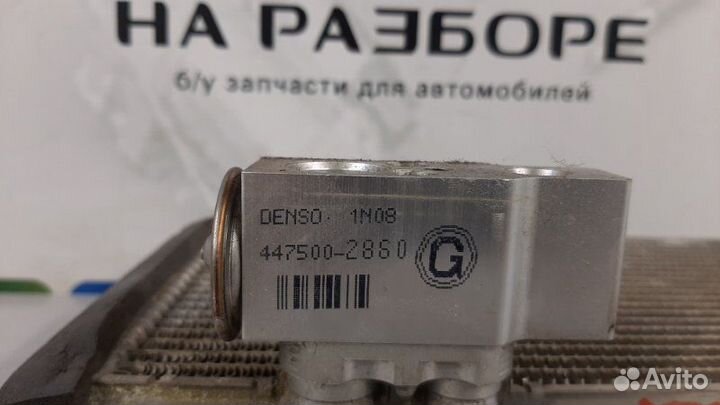 НА РАЗБОРЕ
б/у запчасти для автомобилей
DENSO 1N08
447500-2860
G
Avito